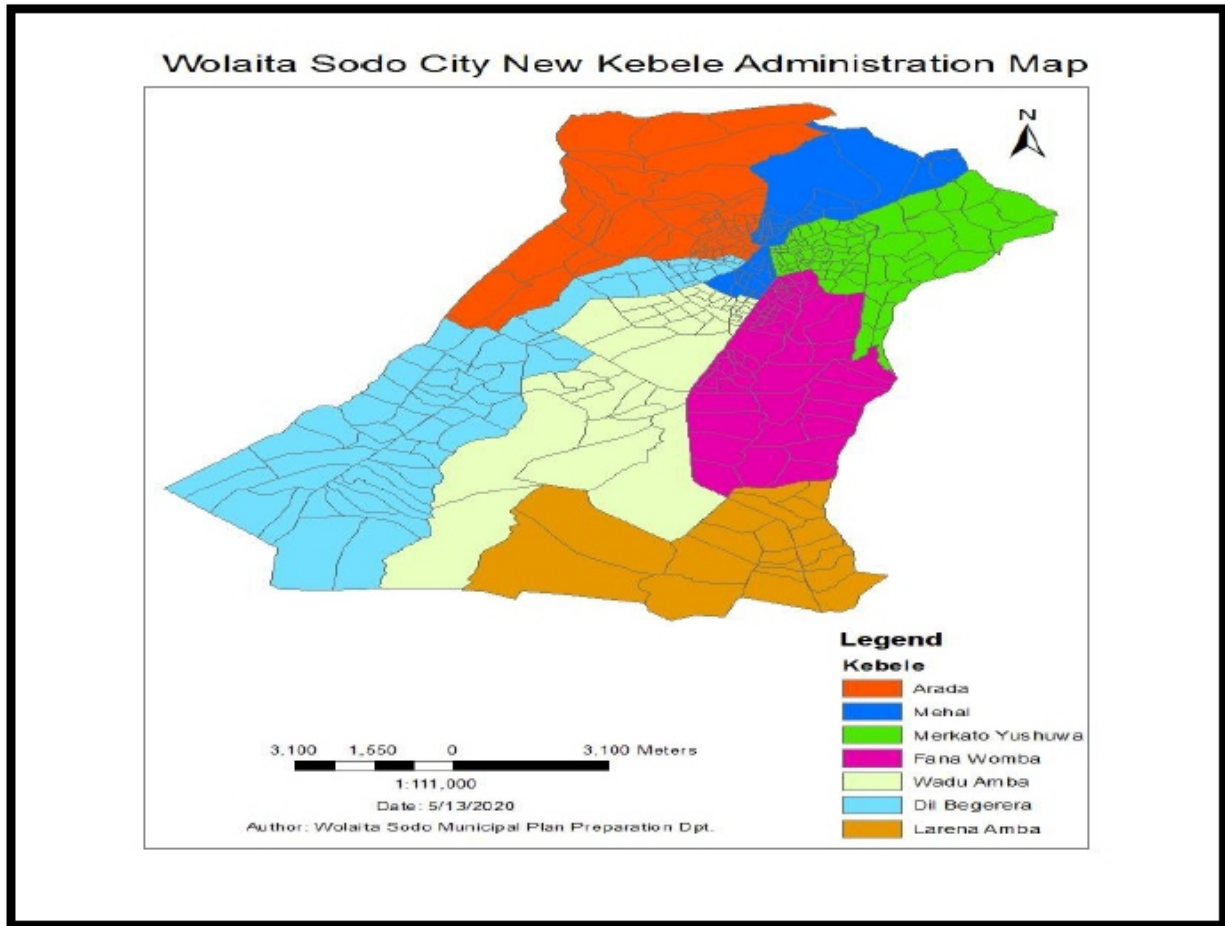 Wolaita Sodo City New Kebele Administration Map
N
Legend
Kebele
Arada
Mehal
Merkato Yushuwa
Fana Womba
Wadu Amba
Dil Begerera
Larena Amba
3,100 1,550 0 3,100 Meters
1:111,000
Date: 5/13/2020
Author: Wolaita Sodo Municipal Plan Preparation Dpt.